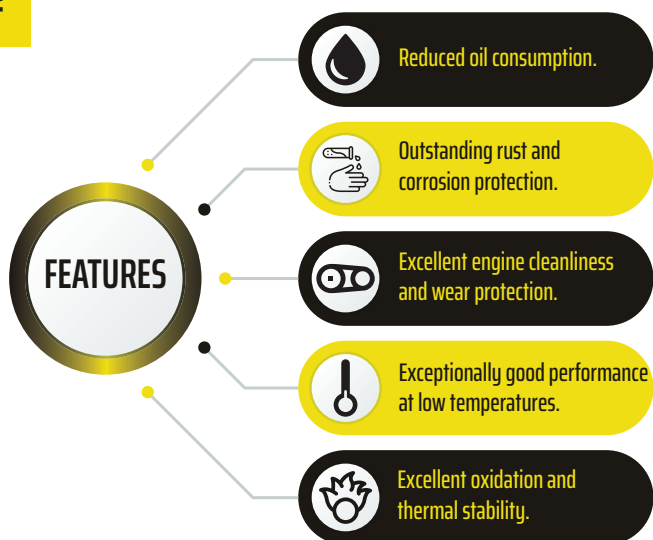 FEATURES
Reduced oil consumption.
Outstanding rust and
corrosion protection.
Excellent engine cleanliness
and wear protection.
Exceptionally good performance
at low temperatures.
Excellent oxidation and
thermal stability.